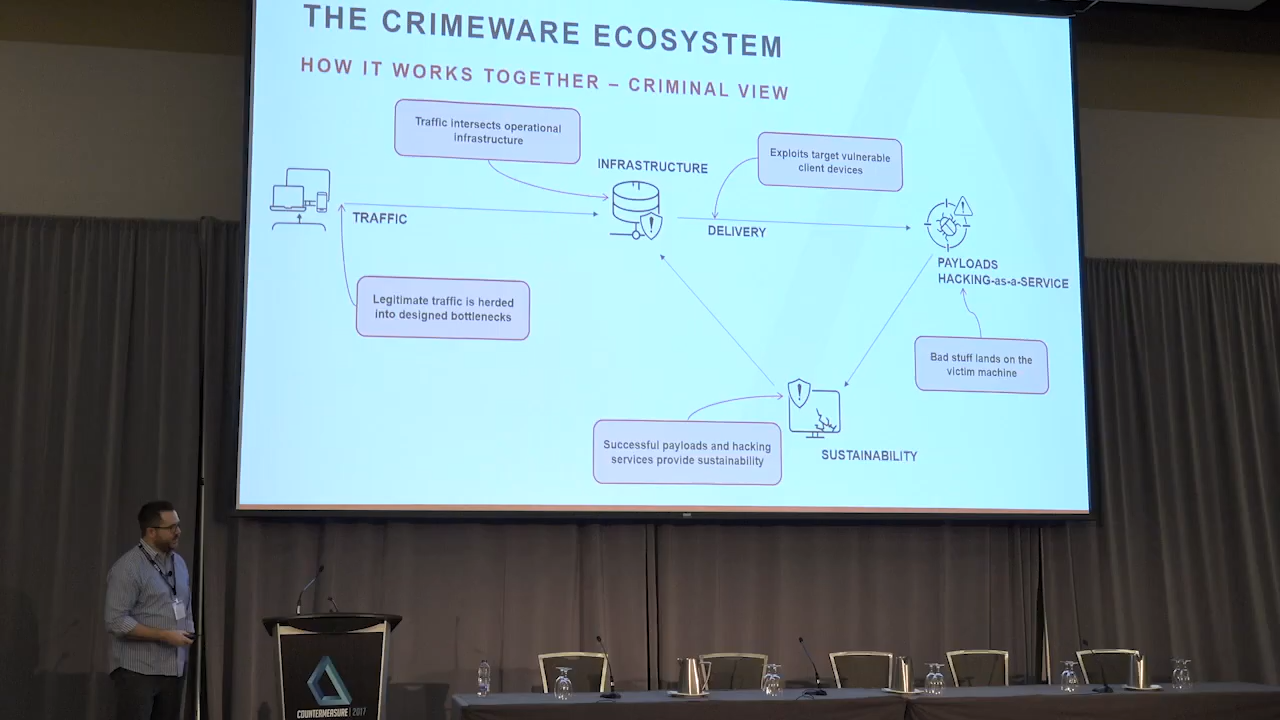 THE CRIMEWARE ECOSYSTEM
HOW IT WORKS TOGETHER – CRIMINAL VIEW
Traffic intersects operational
infrastructure
INFRASTRUCTURE
Exploits target vulnerable
client devices
TRAFFIC
DELIVERY
PAYLOADS
HACKING-as-a-SERVICE
Legitimate traffic is herded
into designed bottlenecks
Bad stuff lands on the
victim machine
Successful payloads and hacking
services provide sustainability
SUSTAINABILITY
COUNTERMEASURE | 2017